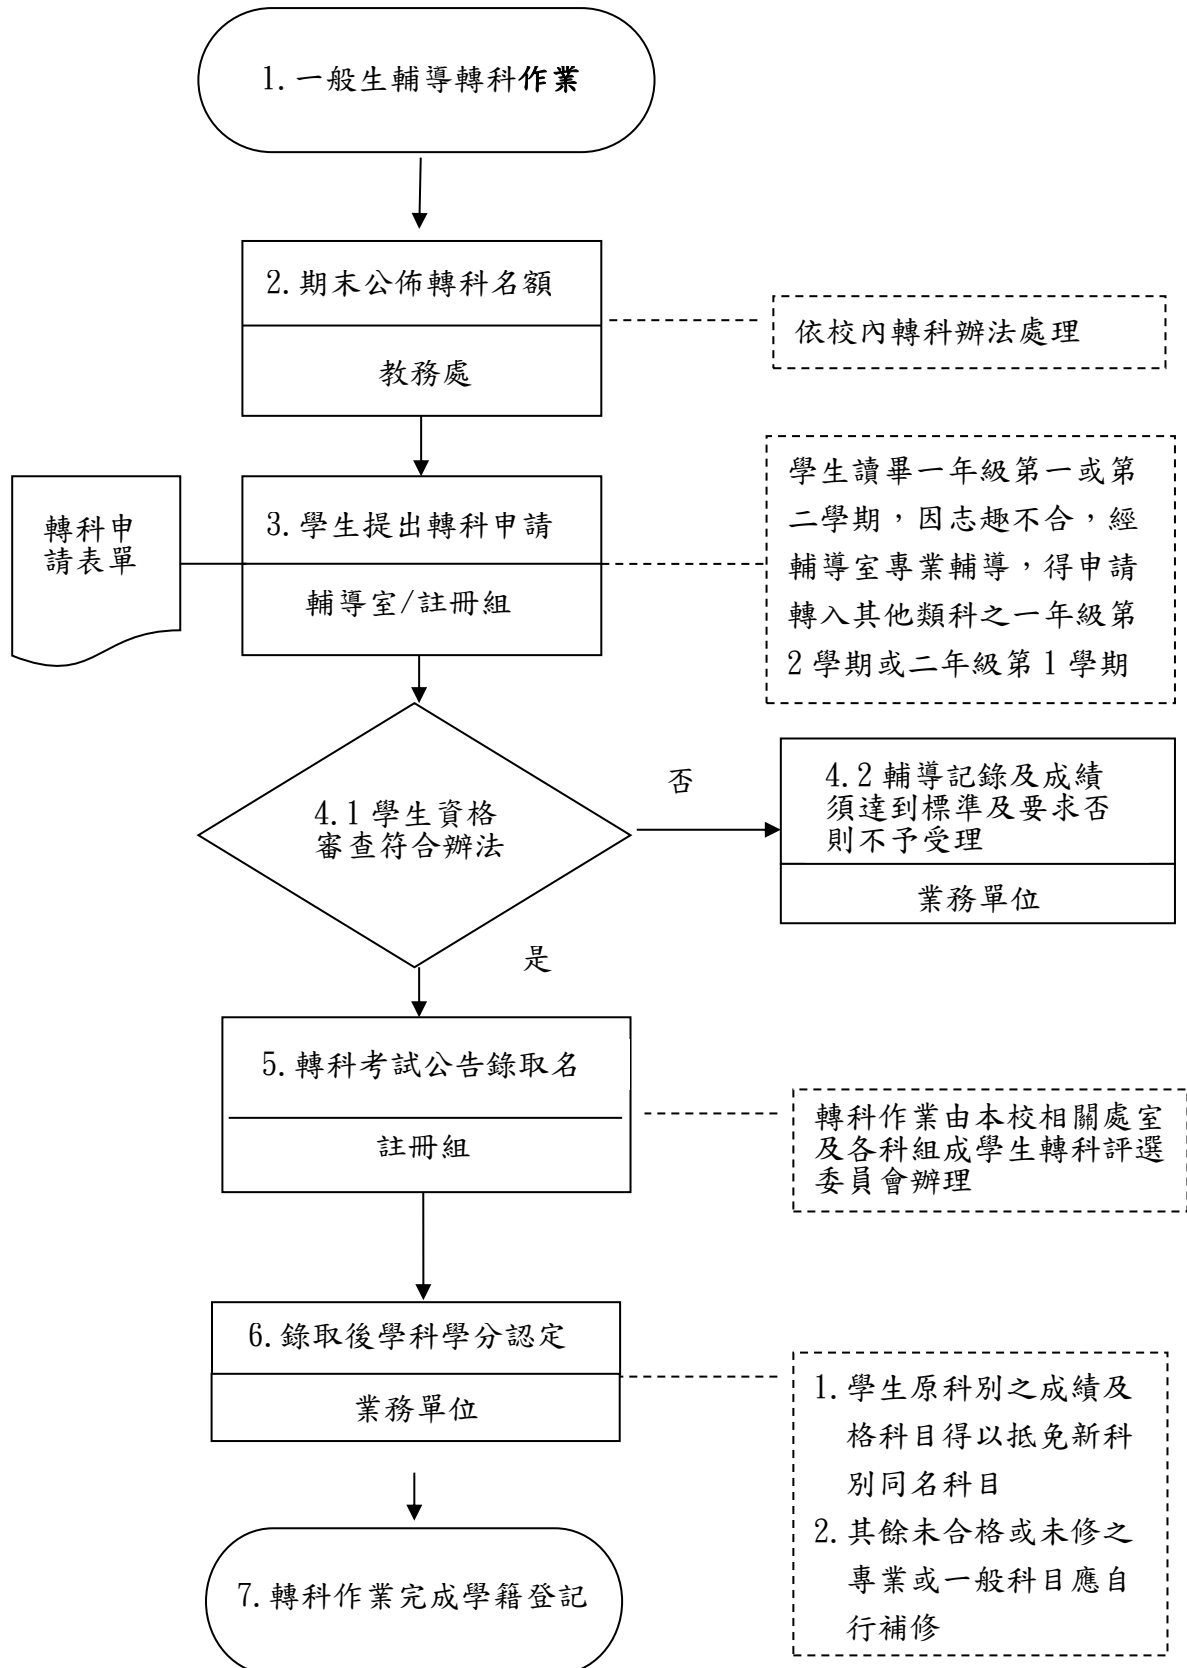 1.一般生輔導轉科作業
2.期末公佈轉科名額
教務處
依校內轉科辦法處理
轉科申
請表單
3.學生提出轉科申請
輔導室/註冊組
學生讀畢一年級第一或第
二學期，因志趣不合，經
輔導室專業輔導，得申請
轉入其他類科之一年級第
2學期或二年級第1學期
4.1學生資格
審查符合辦法
否
4.2輔導記錄及成績
須達到標準及要求否
則不予受理
業務單位
是
5.轉科考試公告錄取名
註冊組
轉科作業由本校相關處室
及各科組成學生轉科評選
委員會辦理
6.錄取後學科學分認定
業務單位
1.學生原科別之成績及
格科目得以抵免新科
別同名科目
2.其餘未合格或未修之
專業或一般科目應自
行補修
7.轉科作業完成學籍登記